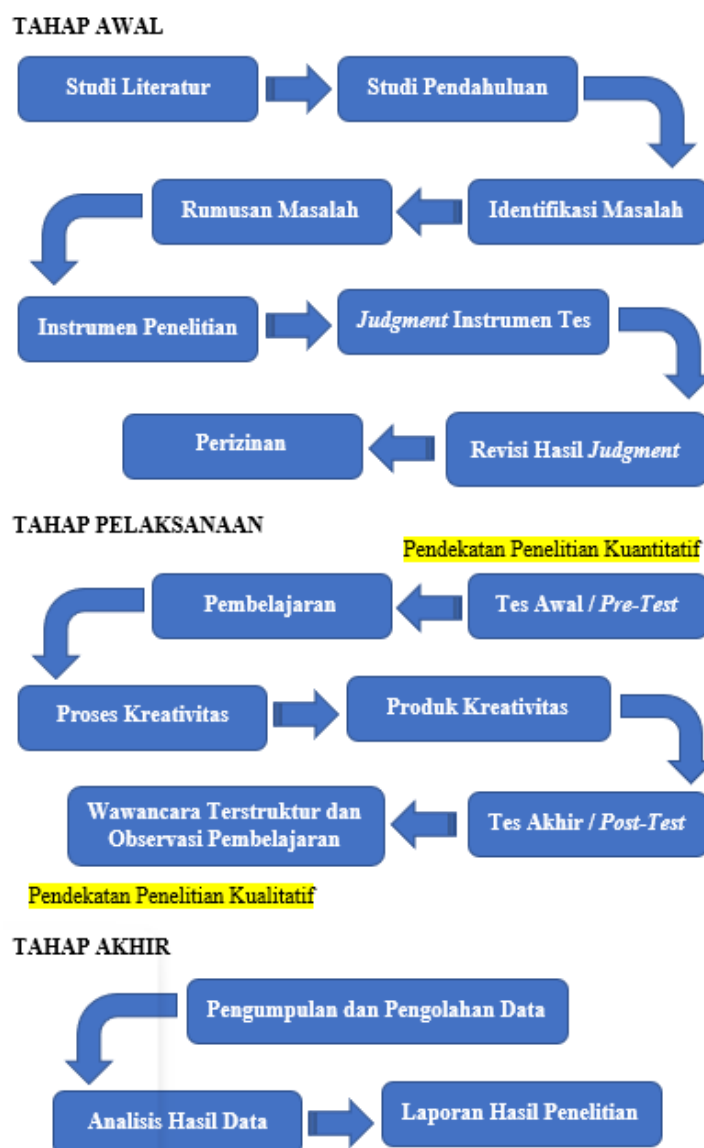 TAHAP AWAL
Studi Literatur
Studi Pendahuluan
Identifikasi Masalah
Rumusan Masalah
Instrumen Penelitian
Judgment Instrumen Tes
Revisi Hasil Judgment
Perizinan
TAHAP PELAKSANAAN
Pendekatan Penelitian Kuantitatif
Tes Awal / Pre-Test
Pembelajaran
Proses Kreativitas
Produk Kreativitas
Tes Akhir / Post-Test
Wawancara Terstruktur dan
Observasi Pembelajaran
Pendekatan Penelitian Kualitatif
TAHAP AKHIR
Pengumpulan dan Pengolahan Data
Analisis Hasil Data
Laporan Hasil Penelitian